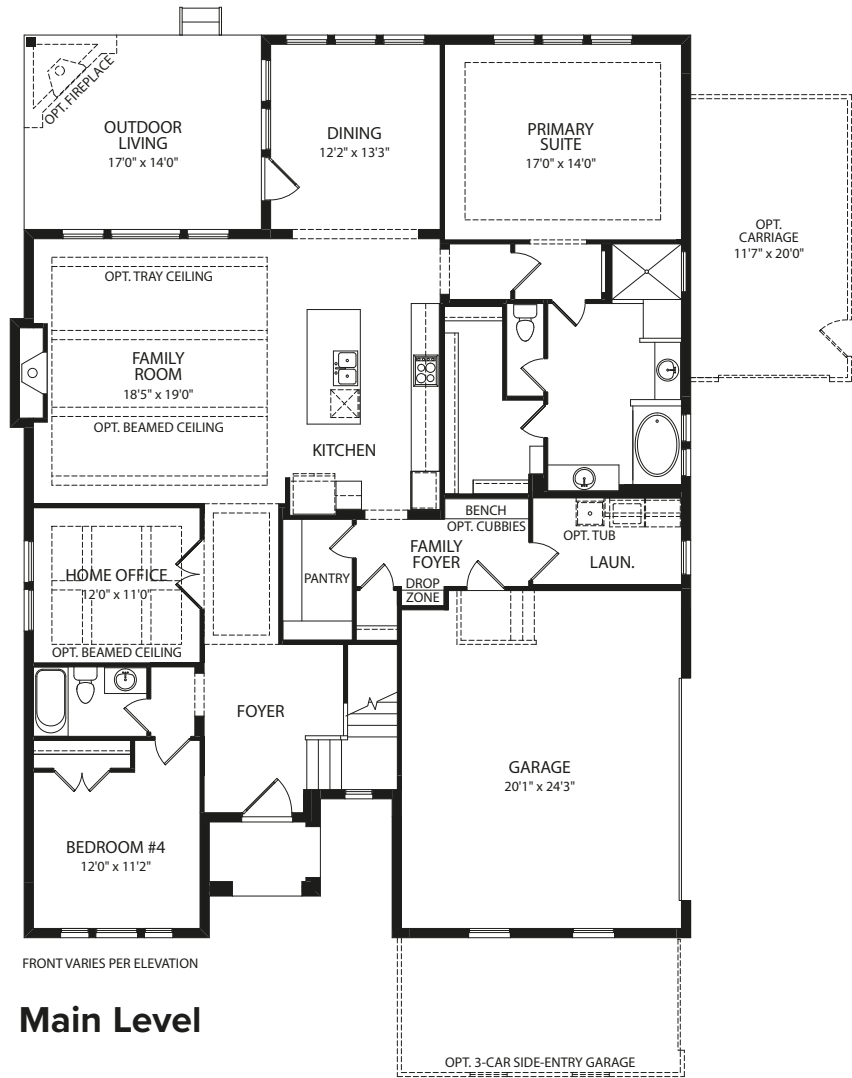 OPT. FIREPLACE
OUTDOOR
LIVING
17'0" x 14'0"
DINING
12'2" x 13'3"
PRIMARY
SUITE
17'0" x 14'0"
OPT.
CARRIAGE
11'7" x 20'0"
OPT. TRAY CEILING
FAMILY
ROOM
18'5" x 19'0"
OPT. BEAMED CEILING
KITCHEN
BENCH
OPT. CUBBIES
FAMILY
FOYER
OPT. TUB
LAUN.
HOME OFFICE
12'0" x 11'0"
OPT. BEAMED CEILING
PANTRY
DROP
ZONE
FOYER
GARAGE
20'1" x 24'3"
BEDROOM #4
12'0" x 11'2"
FRONT VARIES PER ELEVATION
Main Level
OPT. 3-CAR SIDE-ENTRY GARAGE